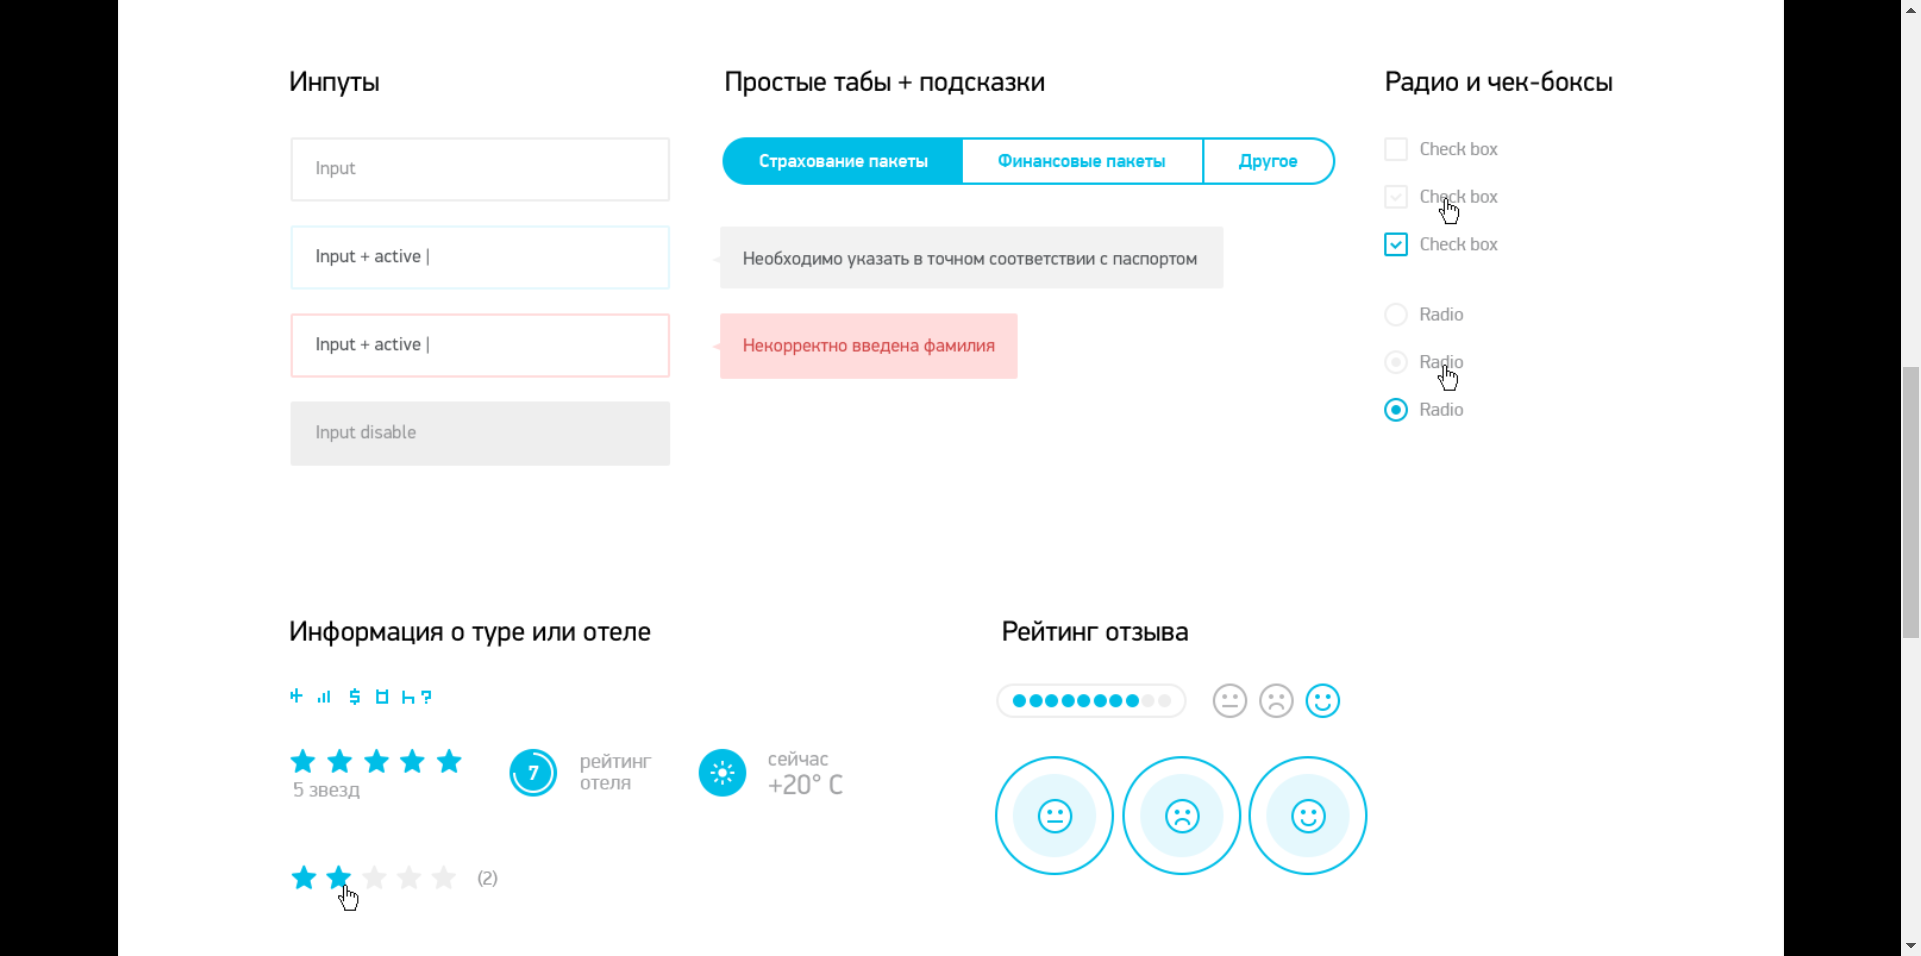 Инпуты
Простые табы + подсказки
Радио и чек-боксы
Input
Input + active |
Input + active |
Input disable
Страхование пакеты
Финансовые пакеты
Другое
Необходимо указать в точном соответствии с паспортом
Некорректно введена фамилия
Check box
Check box
Check box
Radio
Radio
Radio
Информация о туре или отеле
$
?
5 звезд
7
рейтинг
отеля
сейчас
+20° C
(2)
Рейтинг отзыва